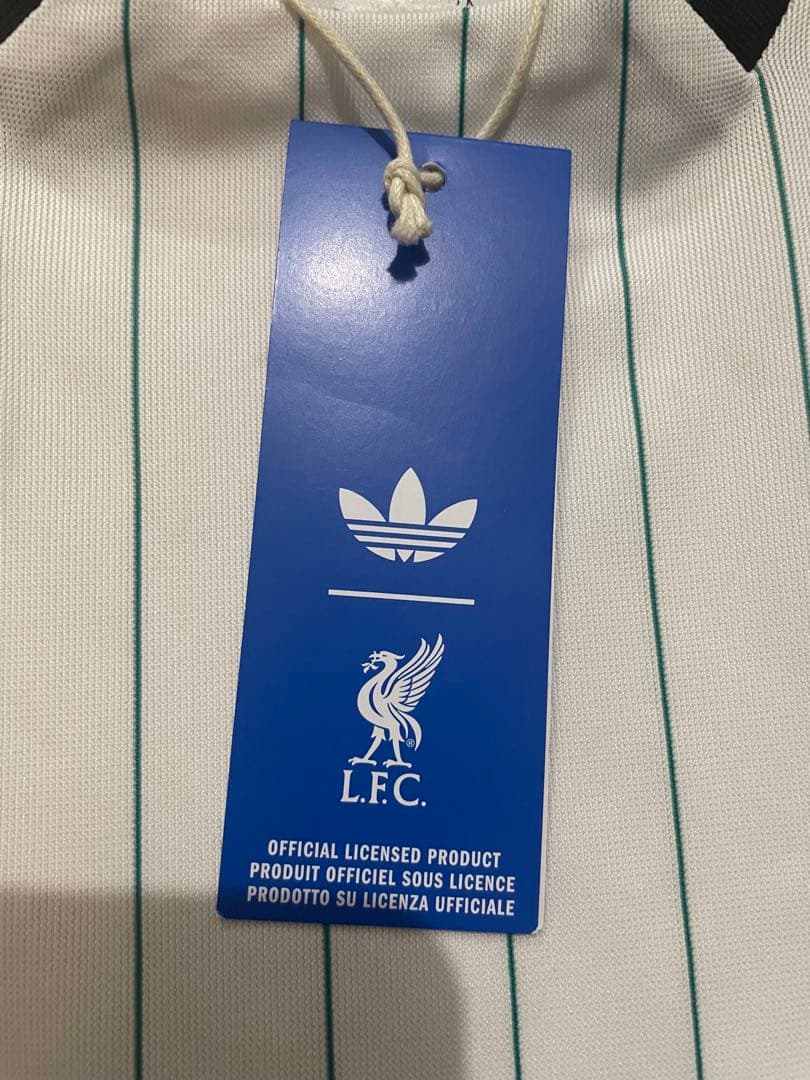 L.F.C.
OFFICIAL LICENSED PRODUCT
PRODUIT OFFICIEL SOUS LICENCE
PRODOTTO SU LICENZA UFFICIALE